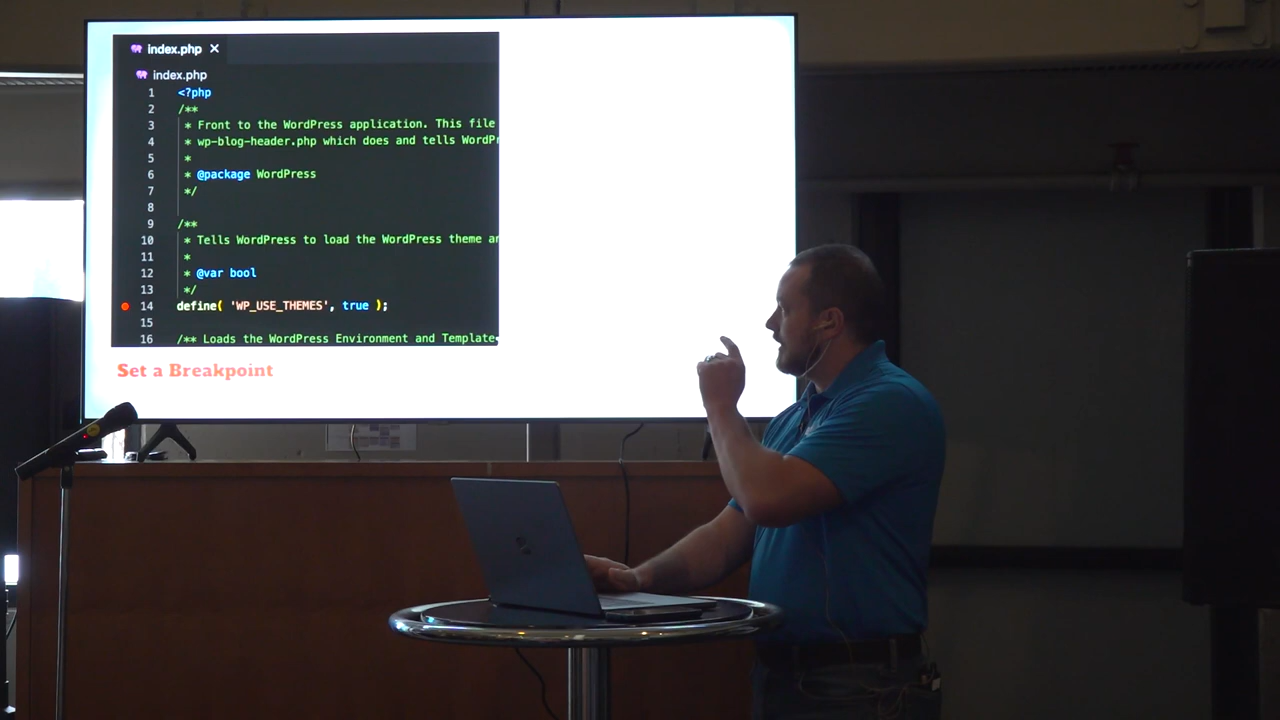 index.php
index.php
1 <?php
2 /**
3 * Front to the WordPress application. This file
4 * wp-blog-header.php which does and tells WordPr
5 *
6 * @package WordPress
7 */
8
9 /**
10 * Tells WordPress to load the WordPress theme an
11 *
12 * @var bool
13 */
14 define( 'WP_USE_THEMES', true );
15
16 /** Loads the WordPress Environment and Template
Set a Breakpoint